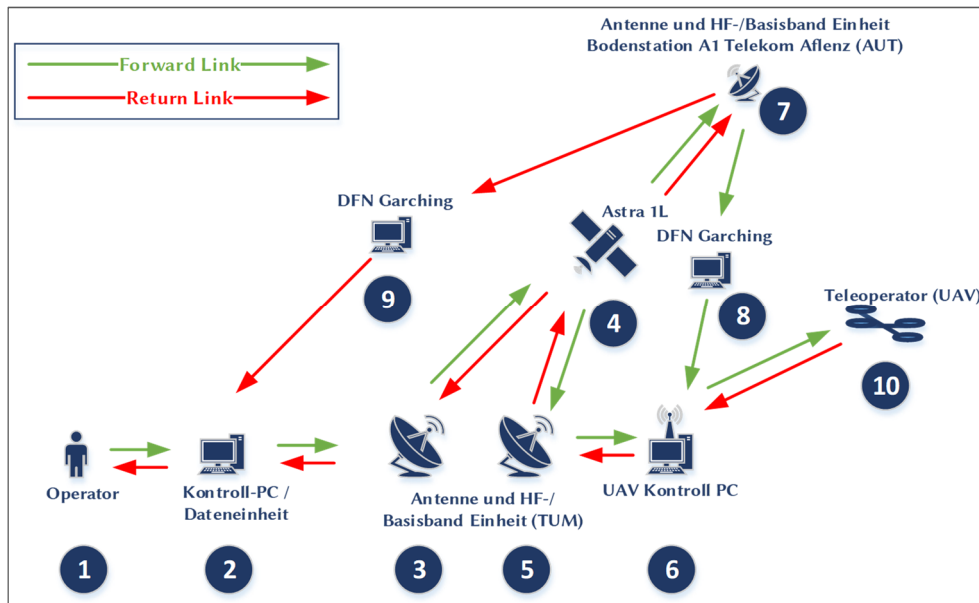 Antenne und HF-/Basisband Einheit
Bodenstation A1 Telekom Aflenz (AUT)
Forward Link
Return Link
7
DFN Garching
Astra 1L
DFN Garching
9
4
8
Teleoperator (UAV)
10
Operator
Kontroll-PC /
Dateneinheit
Antenne und HF-/
Basisband Einheit (TUM)
UAV Kontroll PC
1
2
3
5
6